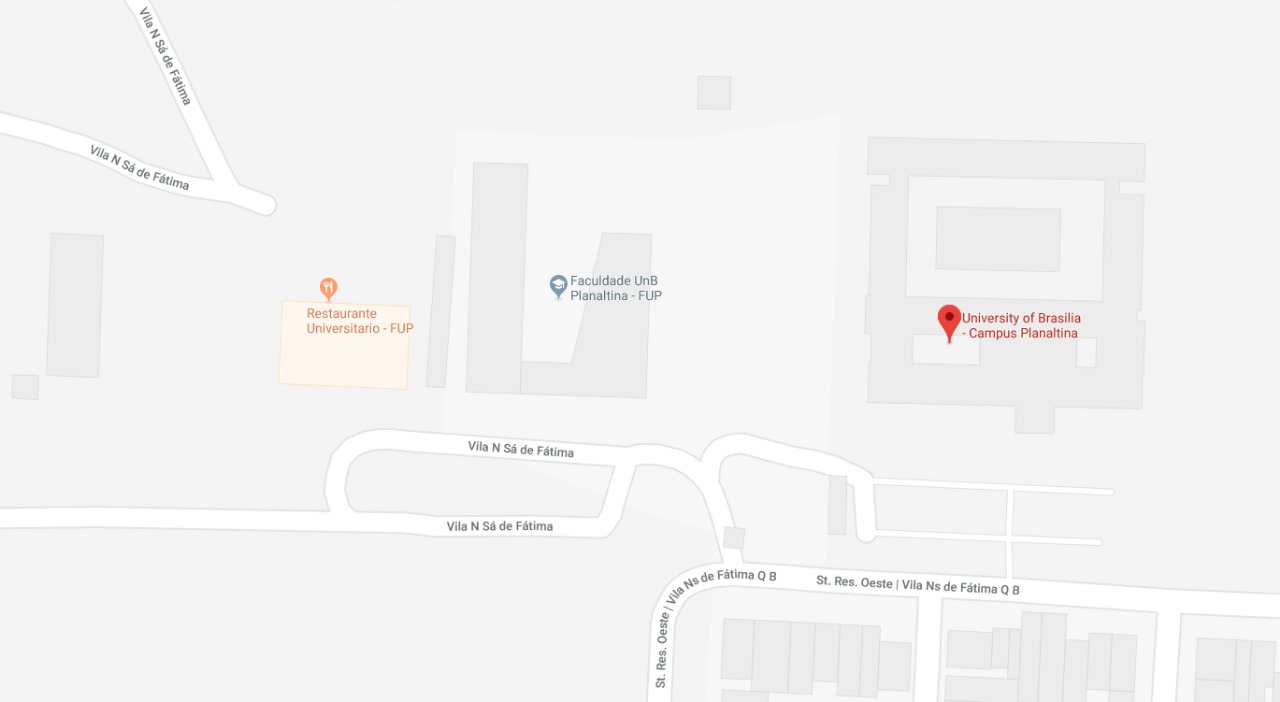 Vila N Sá de Fátima
Vila N Sá de Fátima
Faculdade UnB
Planaltina - FUP
Restaurante
Universitario - FUP
University of Brasilia
- Campus Planaltina
Vila N Sá de Fátima
Vila N Sá de Fátima
St. Res. Oeste | Vila Ns de Fátima Q B
St. Res. Oeste | Vila Ns de Fátima Q B